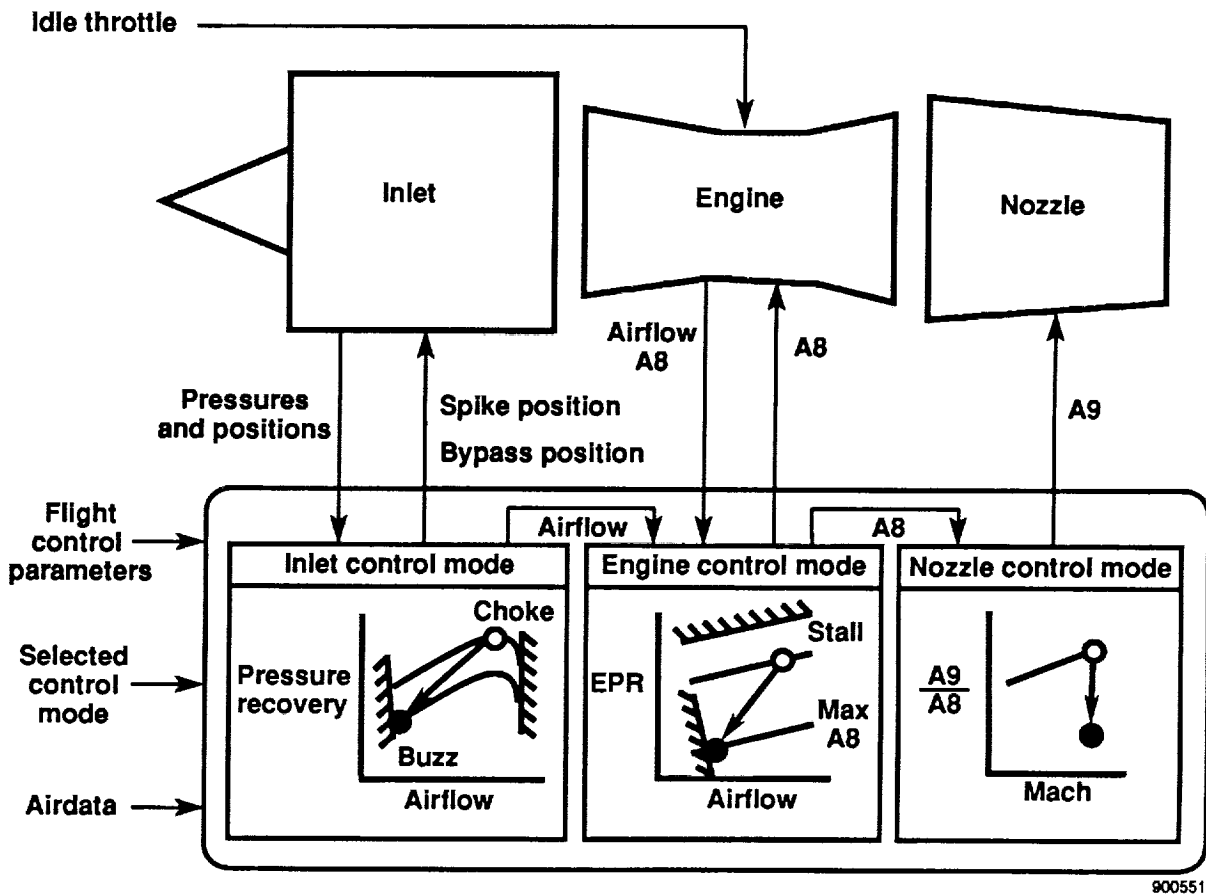 Idle throttle
Inlet
Engine
Nozzle
Pressures
and positions
Spike position
Bypass position
Airflow
A8
A8
A9
Flight
control
parameters
Selected
control
mode
Airdata
Airflow
A8
Inlet control mode
Choke
Pressure
recovery
Buzz
Airflow
Engine control mode
Stall
EPR
Max
A8
Airflow
Nozzle control mode
A9
A8
Mach
900551